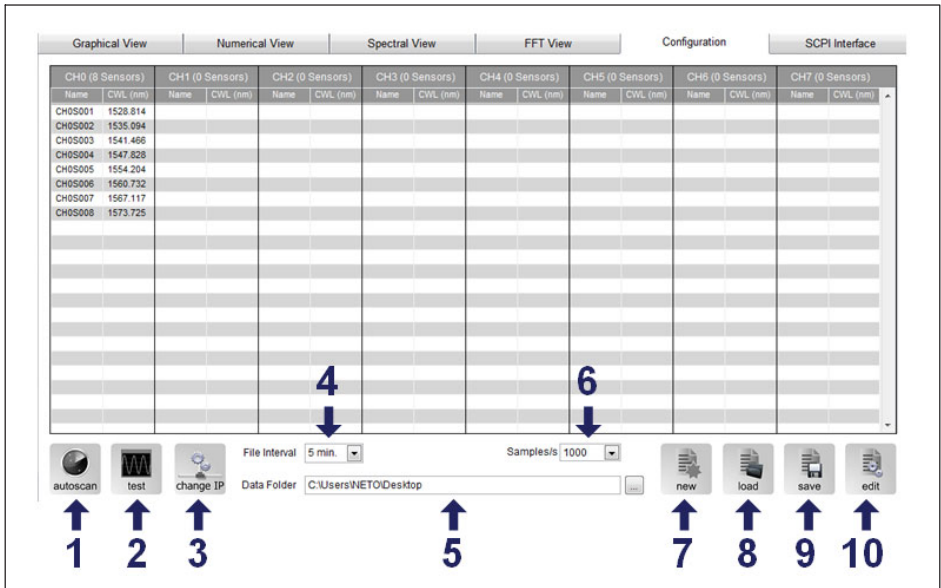 Graphical View Numerical View Spectral View FFT View Configuration SCPI Interface
CH0 (8 Sensors) CH1 (0 Sensors) CH2 (0 Sensors) CH3 (0 Sensors) CH4 (0 Sensors) CH5 (0 Sensors) CH6 (0 Sensors) CH7 (0 Sensors)
Name CWL (nm) Name CWL (nm) Name CWL (nm) Name CWL (nm) Name CWL (nm) Name CWL (nm) Name CWL (nm) Name CWL (nm)
CH0S001 1528.814
CH0S002 1535.094
CH0S003 1541.466
CH0S004 1547.828
CH0S005 1554.204
CH0S006 1560.732
CH0S007 1567.117
CH0S008 1573.725
4 6
File Interval 5 min. Samples/s 1000
autoscan test change IP Data Folder C:\Users\NETO\Desktop ... new load save edit
1 2 3 5 7 8 9 10